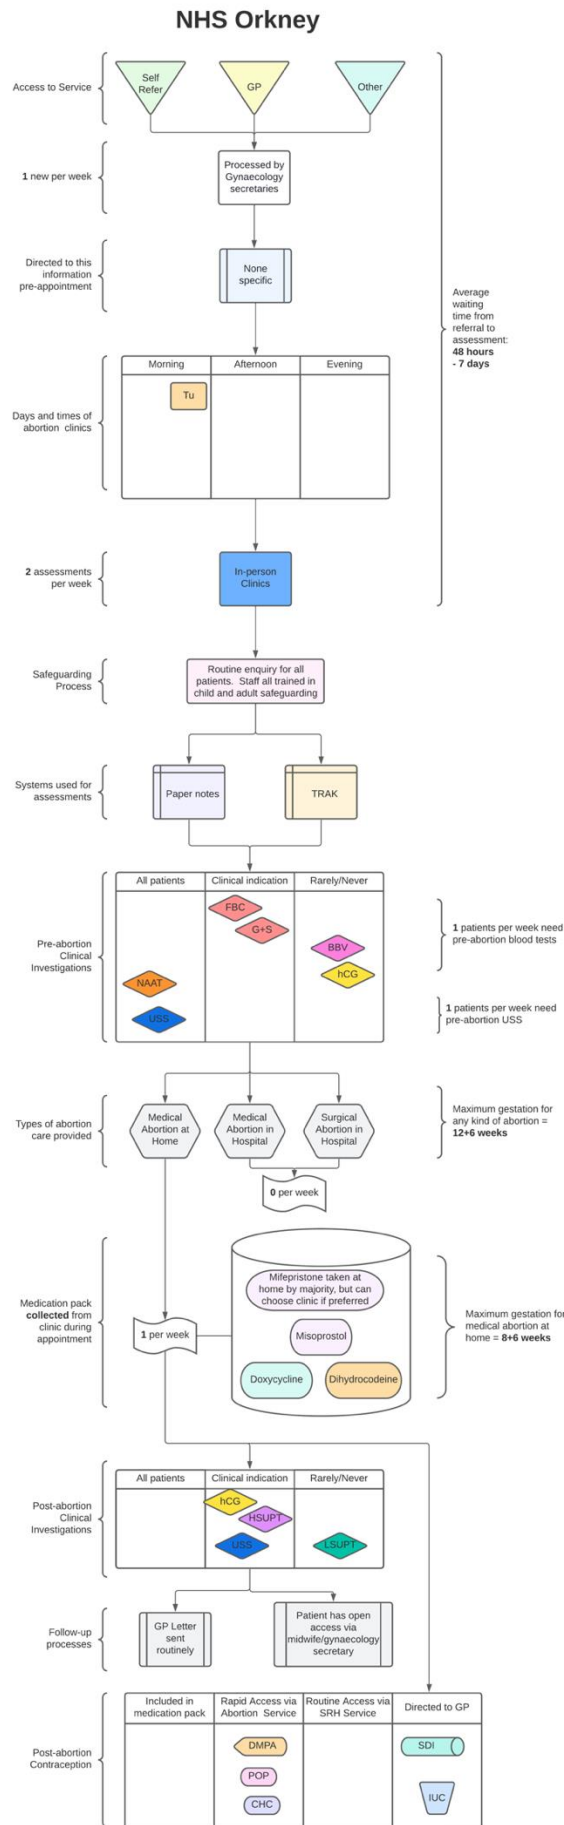 NHS Orkney
Access to Service
Self
Refer
GP
Other
1 new per week
Processed by
Gynaecology
secretaries
Directed to this
information
pre-appointment
None
specific
Average
waiting
time from
referral to
assessment:
48 hours
- 7 days
Days and times of
abortion clinics
Morning
Afternoon
Evening
Tu
2 assessments
per week
In-person
Clinics
Safeguarding
Process
Routine enquiry for all
patients. Staff all trained in
child and adult safeguarding
Systems used for
assessments
Paper notes
TRAK
Pre-abortion
Clinical
Investigations
All patients
Clinical indication
Rarely/Never
FBC
G+S
BBV
hCG
NAAT
USS
1 patients per week need
pre-abortion blood tests
1 patients per week need
pre-abortion USS
Types of abortion
care provided
Medical
Abortion at
Home
Medical
Abortion in
Hospital
Surgical
Abortion in
Hospital
Maximum gestation for
any kind of abortion =
12+6 weeks
0 per week
Medication pack
collected from
clinic during
appointment
1 per week
Mifepristone taken at
home by majority, but can
choose clinic if preferred
Misoprostol
Doxycycline
Dihydrocodeine
Maximum gestation for
medical abortion at
home = 8+6 weeks
Post-abortion
Clinical
Investigations
All patients
Clinical indication
Rarely/Never
hCG
HSUPT
USS
LSUPT
Follow-up
processes
GP Letter
sent
routinely
Patient has open
access via
midwife/gynaecology
secretary
Post-abortion
Contraception
Included in
medication pack
Rapid Access via
Abortion Service
Routine Access via
SRH Service
Directed to GP
DMPA
POP
CHC
SDI
IUC